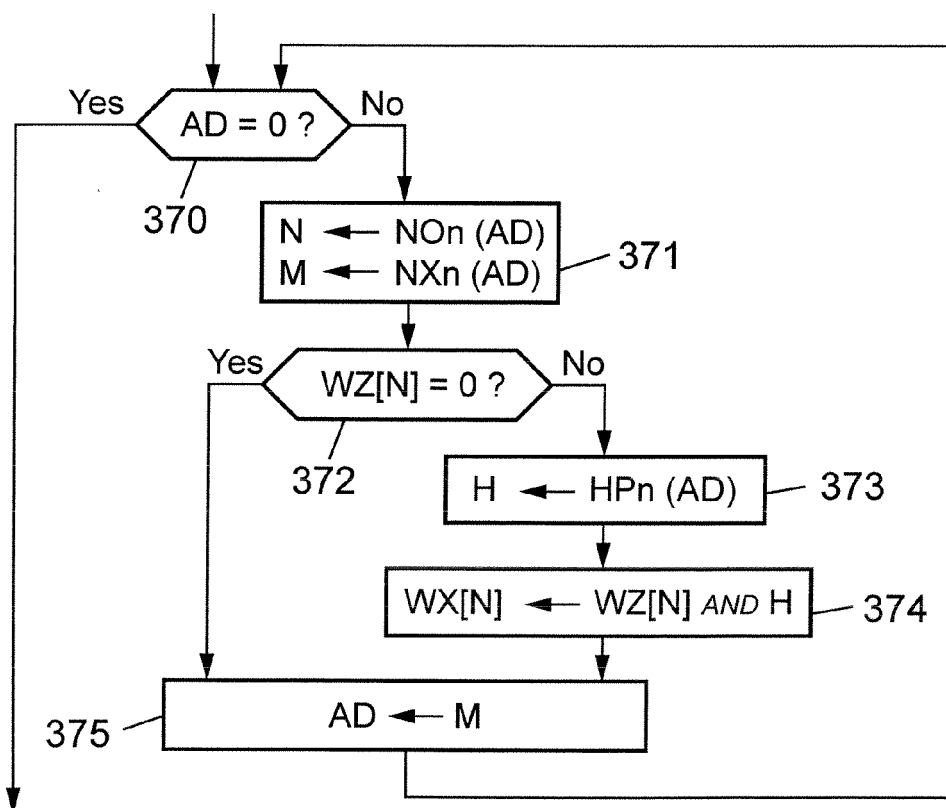 Yes
AD = 0 ?
No
370
N ← NOn (AD)
M ← NXn (AD)
371
Yes
WZ[N] = 0 ?
No
372
H ← HPn (AD)
373
WX[N] ← WZ[N] AND H
374
AD ← M
375